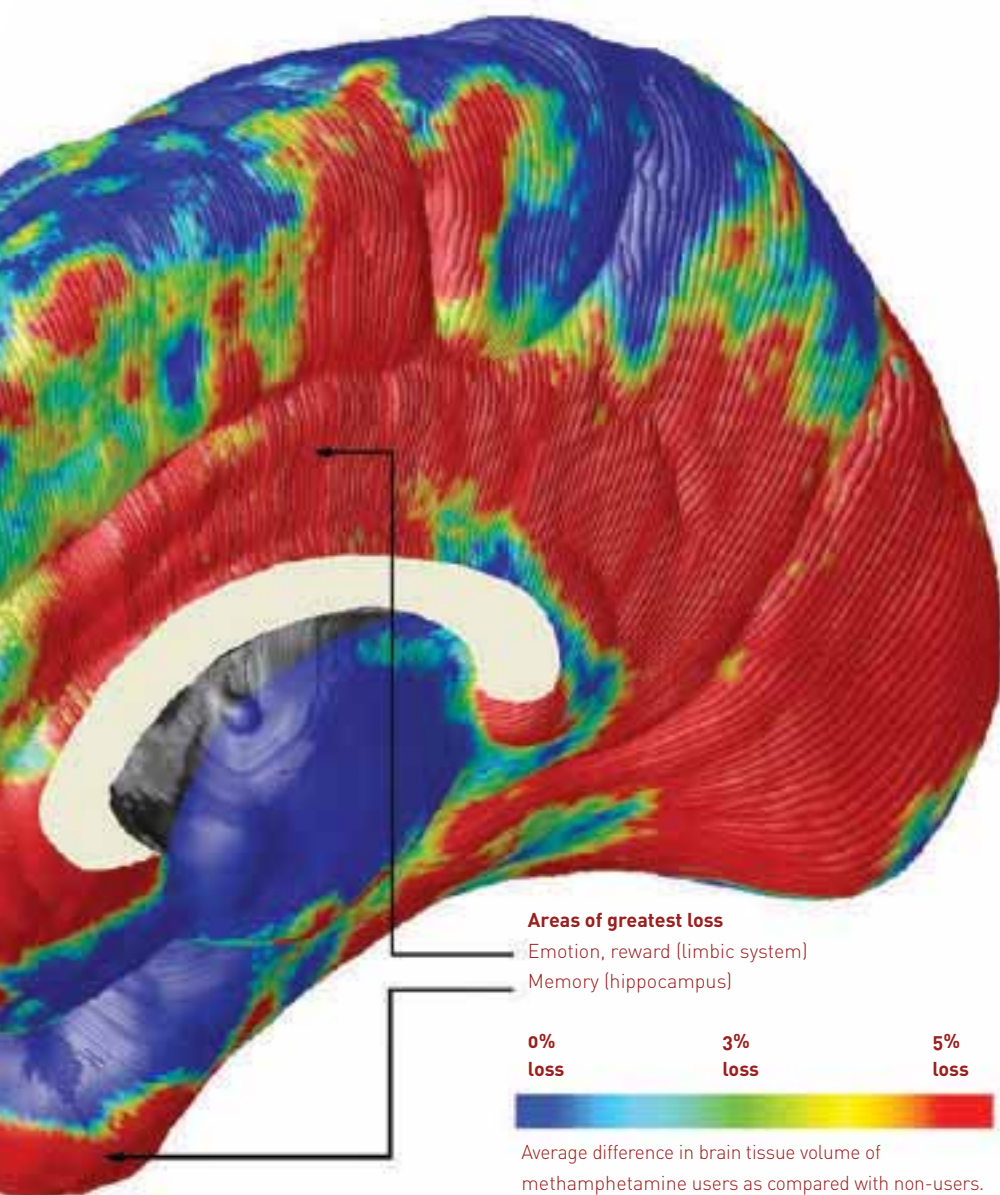 Areas of greatest loss
Emotion, reward (limbic system)
Memory (hippocampus)
0% 3% 5%
loss loss loss
Average difference in brain tissue volume of
methamphetamine users as compared with non-users.